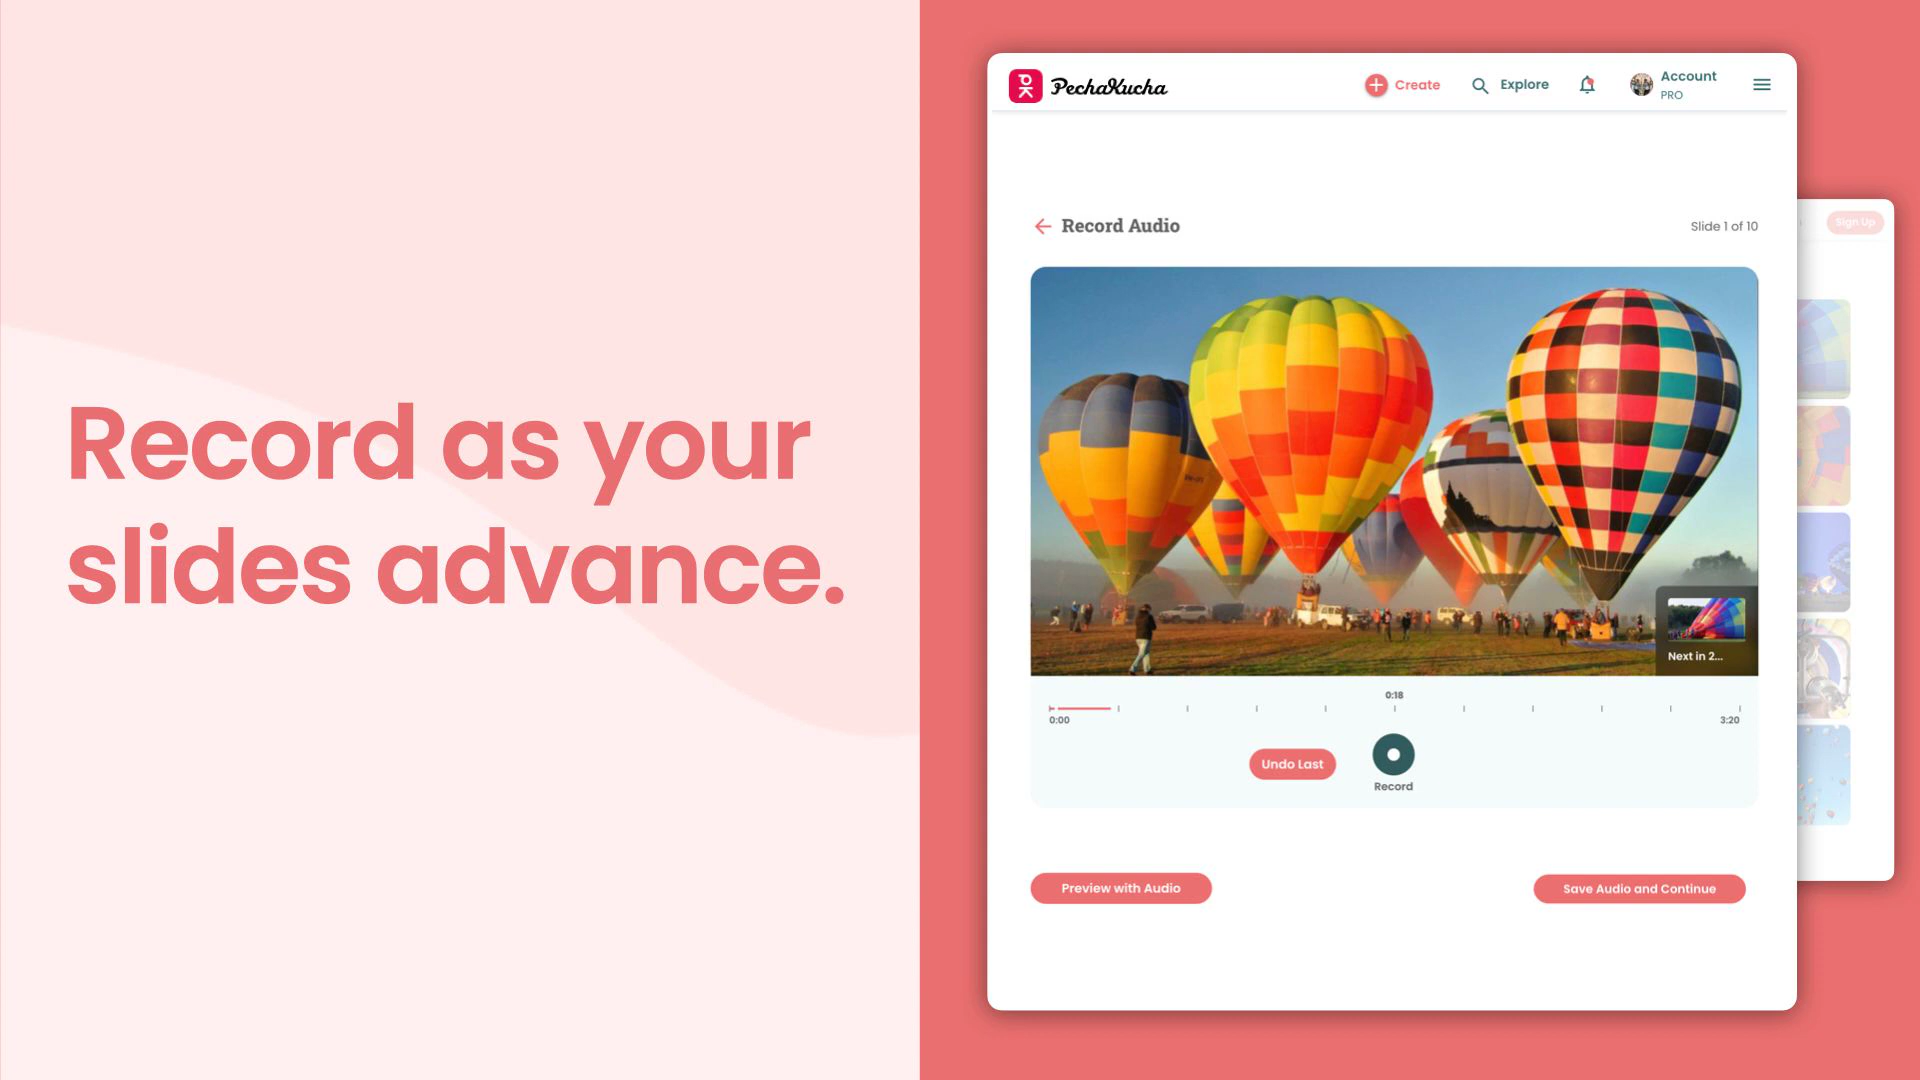 Record as your
slides advance.
PK
PechaKucha
Create
Explore
Account
PRO
Sign Up
Record Audio
Slide 1 of 10
Next in 2...
0:18
0:00
3:20
Undo Last
Record
Preview with Audio
Save Audio and Continue